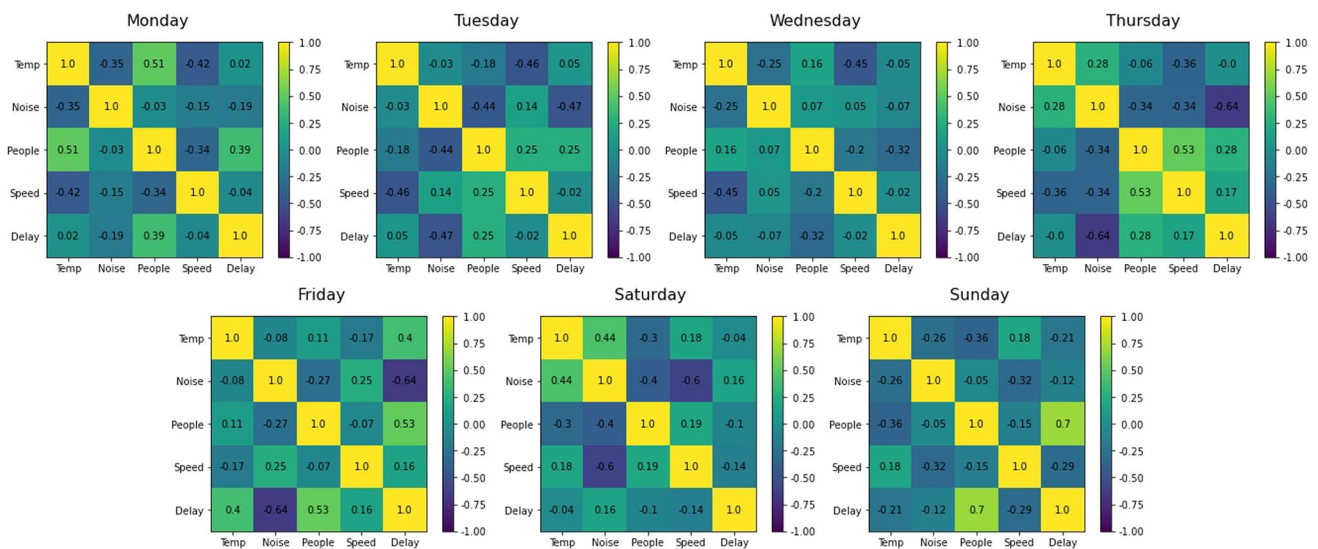 Monday Tuesday Wednesday Thursday
Temp 1.0 -0.35 0.51 -0.42 0.02 1.00 Temp 1.0 -0.03 -0.18 -0.46 0.05 1.00 Temp 1.0 -0.25 0.16 -0.45 -0.05 1.00 Temp 1.0 0.28 -0.06 -0.36 -0.0 1.00
0.75 0.75 0.75 0.75
Noise -0.35 1.0 -0.03 -0.15 -0.19 0.50 Noise -0.03 1.0 -0.44 0.14 -0.47 0.50 Noise -0.25 1.0 0.07 0.05 -0.07 0.50 Noise 0.28 1.0 -0.34 -0.34 -0.64 0.50
0.25 0.25 0.25 0.25
People 0.51 -0.03 1.0 -0.34 0.39 0.00 People -0.18 -0.44 1.0 0.25 0.25 0.00 People 0.16 0.07 1.0 -0.2 -0.32 0.00 People -0.06 -0.34 1.0 0.53 0.28 0.00
-0.25 -0.25 -0.25 -0.25
Speed -0.42 -0.15 -0.34 1.0 -0.04 -0.50 Speed -0.46 0.14 0.25 1.0 -0.02 -0.50 Speed -0.45 0.05 -0.2 1.0 -0.02 -0.50 Speed -0.36 -0.34 0.53 1.0 0.17 -0.50
-0.75 -0.75 -0.75 -0.75
Delay 0.02 -0.19 0.39 -0.04 1.0 -1.00 Delay 0.05 -0.47 0.25 -0.02 1.0 -1.00 Delay -0.05 -0.07 -0.32 -0.02 1.0 -1.00 Delay -0.0 -0.64 0.28 0.17 1.0 -1.00
Temp Noise People Speed Delay Temp Noise People Speed Delay Temp Noise People Speed Delay Temp Noise People Speed Delay
Friday Saturday Sunday
Temp 1.0 -0.08 0.11 -0.17 0.4 1.00 Temp 1.0 0.44 -0.3 0.18 -0.04 1.00 Temp 1.0 -0.26 -0.36 0.18 -0.21 1.00
0.75 0.75 0.75
Noise -0.08 1.0 -0.27 0.25 -0.64 0.50 Noise 0.44 1.0 -0.4 -0.6 0.16 0.50 Noise -0.26 1.0 -0.05 -0.32 -0.12 0.50
0.25 0.25 0.25
People 0.11 -0.27 1.0 -0.07 0.53 0.00 People -0.3 -0.4 1.0 0.19 -0.1 0.00 People -0.36 -0.05 1.0 -0.15 0.7 0.00
-0.25 -0.25 -0.25
Speed -0.17 0.25 -0.07 1.0 0.16 -0.50 Speed 0.18 -0.6 0.19 1.0 -0.14 -0.50 Speed 0.18 -0.32 -0.15 1.0 -0.29 -0.50
-0.75 -0.75 -0.75
Delay 0.4 -0.64 0.53 0.16 1.0 -1.00 Delay -0.04 0.16 -0.1 -0.14 1.0 -1.00 Delay -0.21 -0.12 0.7 -0.29 1.0 -1.00
Temp Noise People Speed Delay Temp Noise People Speed Delay Temp Noise People Speed Delay